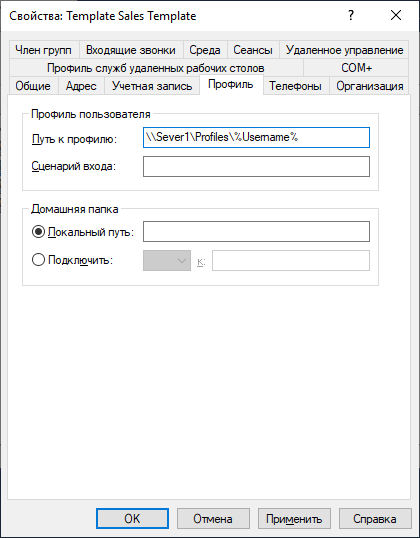 Свойства: Template Sales Template ? ×
Член групп Входящие звонки Среда Сеансы Удаленное управление
Профиль служб удаленных рабочих столов COM+
Общие Адрес Учетная запись Профиль Телефоны Организация
Профиль пользователя
Путь к профилю: \\Sever1\Profiles\%Username%
Сценарий входа:
Домашняя папка
Локальный путь:
Подключить: к:
OK Отмена Применить Справка